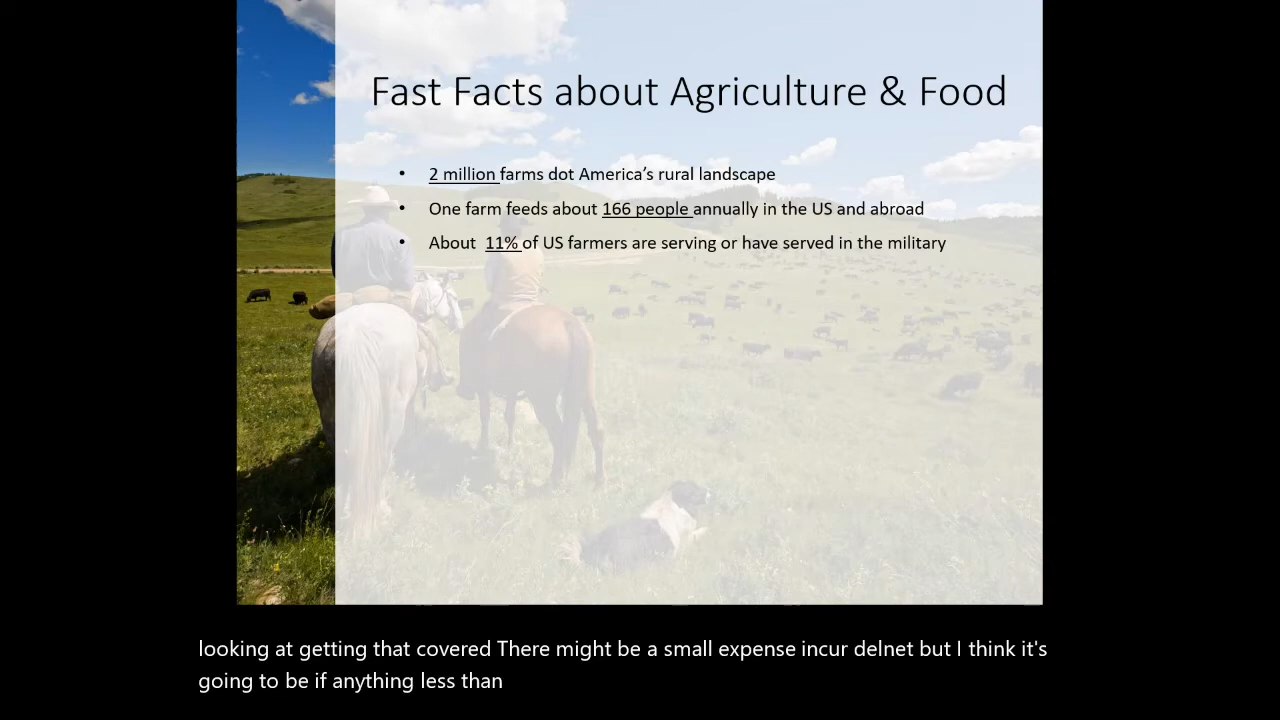 Fast Facts about Agriculture & Food
• 2 million farms dot America's rural landscape
• One farm feeds about 166 people annually in the US and abroad
• About 11% of US farmers are serving or have served in the military
looking at getting that covered There might be a small expense incur delnet but I think it's
going to be if anything less than